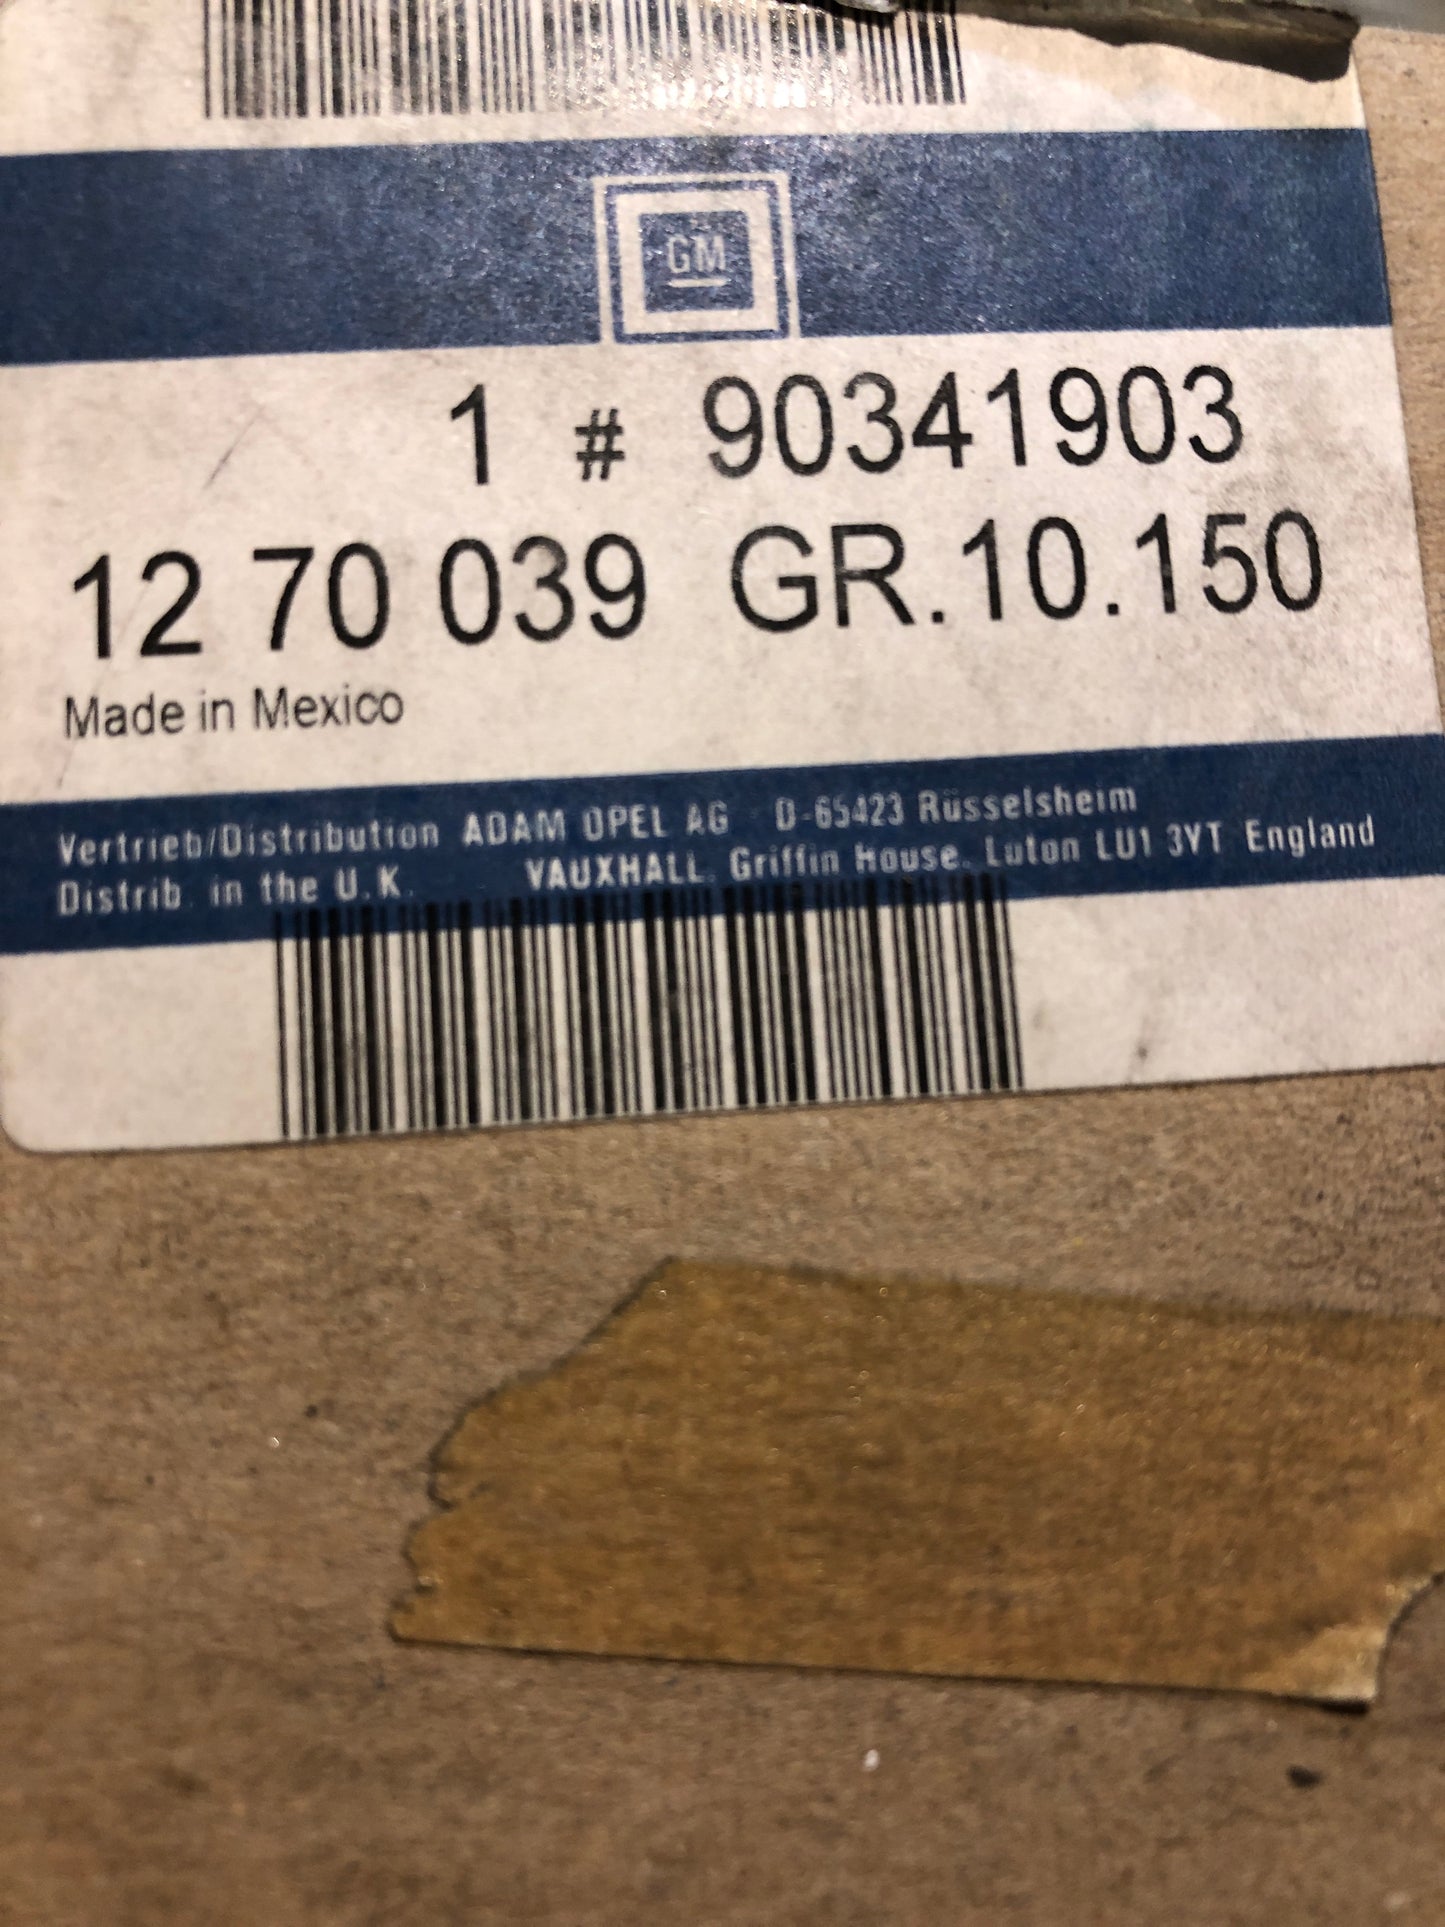 GM
1 # 90341903
12 70 039 GR.10.150
Made in Mexico
Vertrieb/Distribution ADAM OPEL AG D-65423 Rüsselsheim
Distrib. in the U.K. VAUXHALL. Griffin House. Luton LU1 3YT England